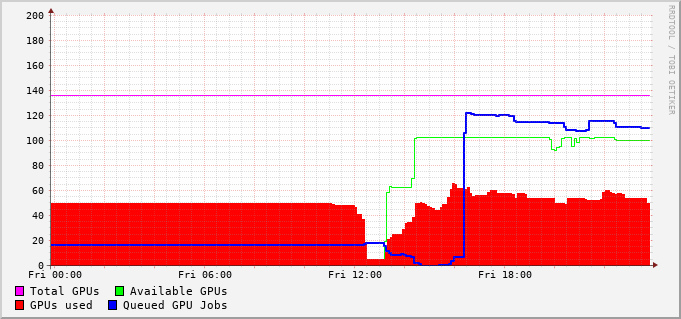 200
180
160
140
120
100
80
60
40
20
0
Fri 00:00 Fri 06:00 Fri 12:00 Fri 18:00
Total GPUs Available GPUs
GPUs used Queued GPU Jobs
RRDTOOL / TOBI OETIKER